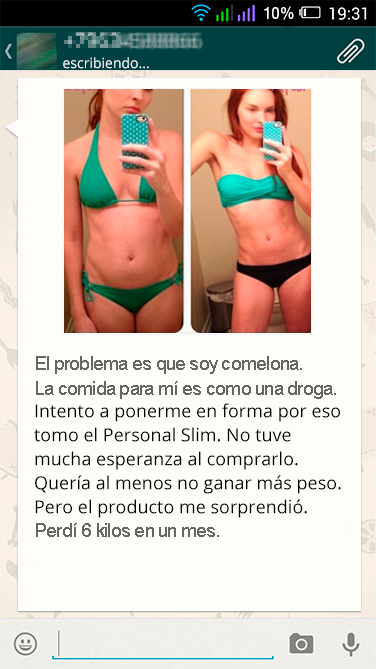 10% 19:31
escribiendo...
El problema es que soy comelona.
La comida para mí es como una droga.
Intento a ponerme en forma por eso
tomo el Personal Slim. No tuve
mucha esperanza al comprarlo.
Quería al menos no ganar más peso.
Pero el producto me sorprendió.
Perdí 6 kilos en un mes.